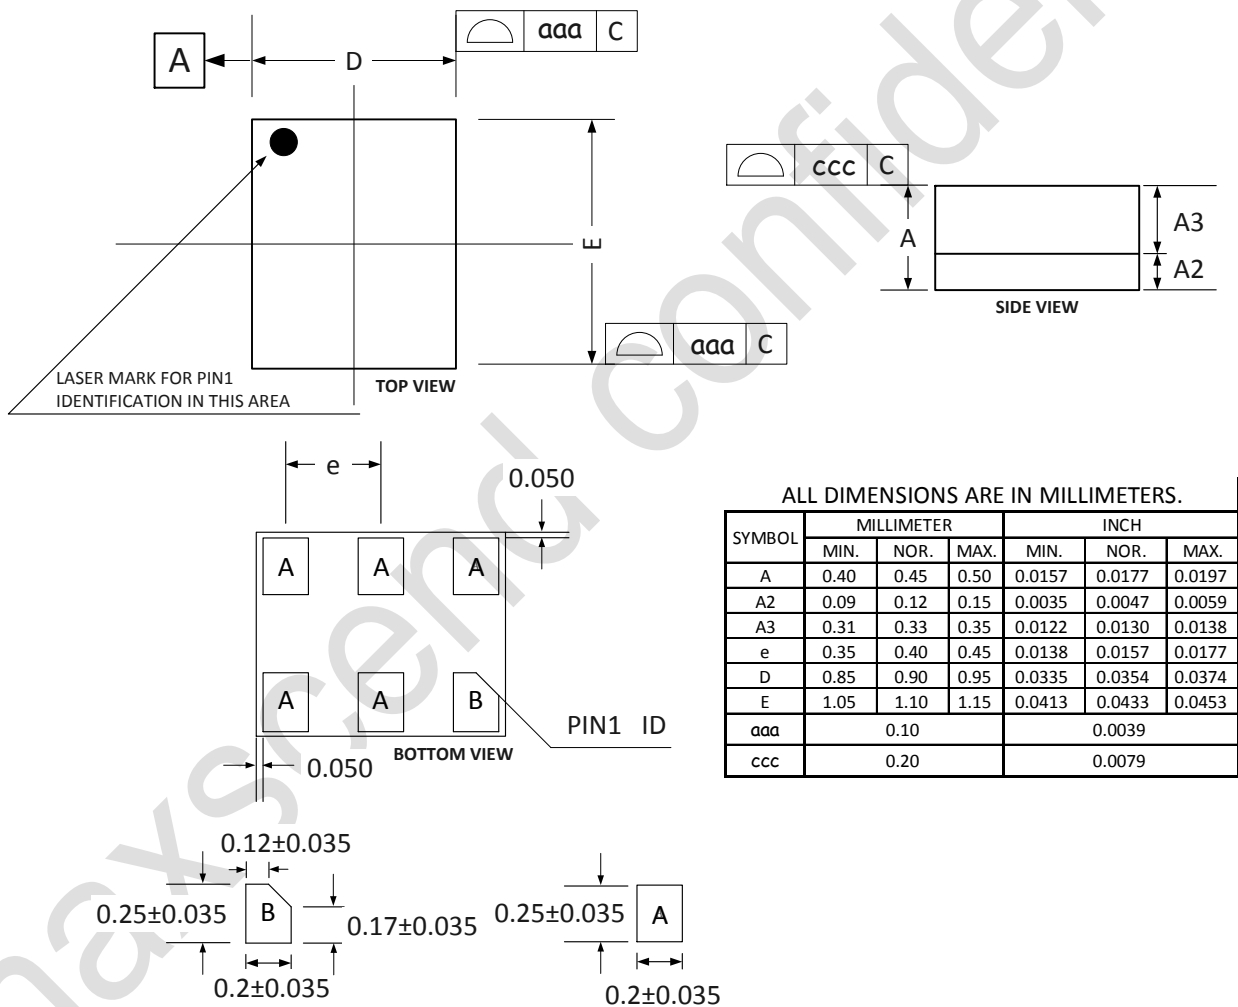 aaa C
A
D
ccc C
E
A
A3
A2
SIDE VIEW
aaa C
LASER MARK FOR PIN1
IDENTIFICATION IN THIS AREA
TOP VIEW
e
0.050
A A A
A A B
PIN1 ID
BOTTOM VIEW
0.050
ALL DIMENSIONS ARE IN MILLIMETERS.
SYMBOL MILLIMETER INCH
MIN. NOR. MAX. MIN. NOR. MAX.
A 0.40 0.45 0.50 0.0157 0.0177 0.0197
A2 0.09 0.12 0.15 0.0035 0.0047 0.0059
A3 0.31 0.33 0.35 0.0122 0.0130 0.0138
e 0.35 0.40 0.45 0.0138 0.0157 0.0177
D 0.85 0.90 0.95 0.0335 0.0354 0.0374
E 1.05 1.10 1.15 0.0413 0.0433 0.0453
aaa 0.10 0.0039
ccc 0.20 0.0079
0.12±0.035
0.25±0.035 B 0.17±0.035
0.2±0.035
0.25±0.035 A
0.2±0.035
maxscend confiden